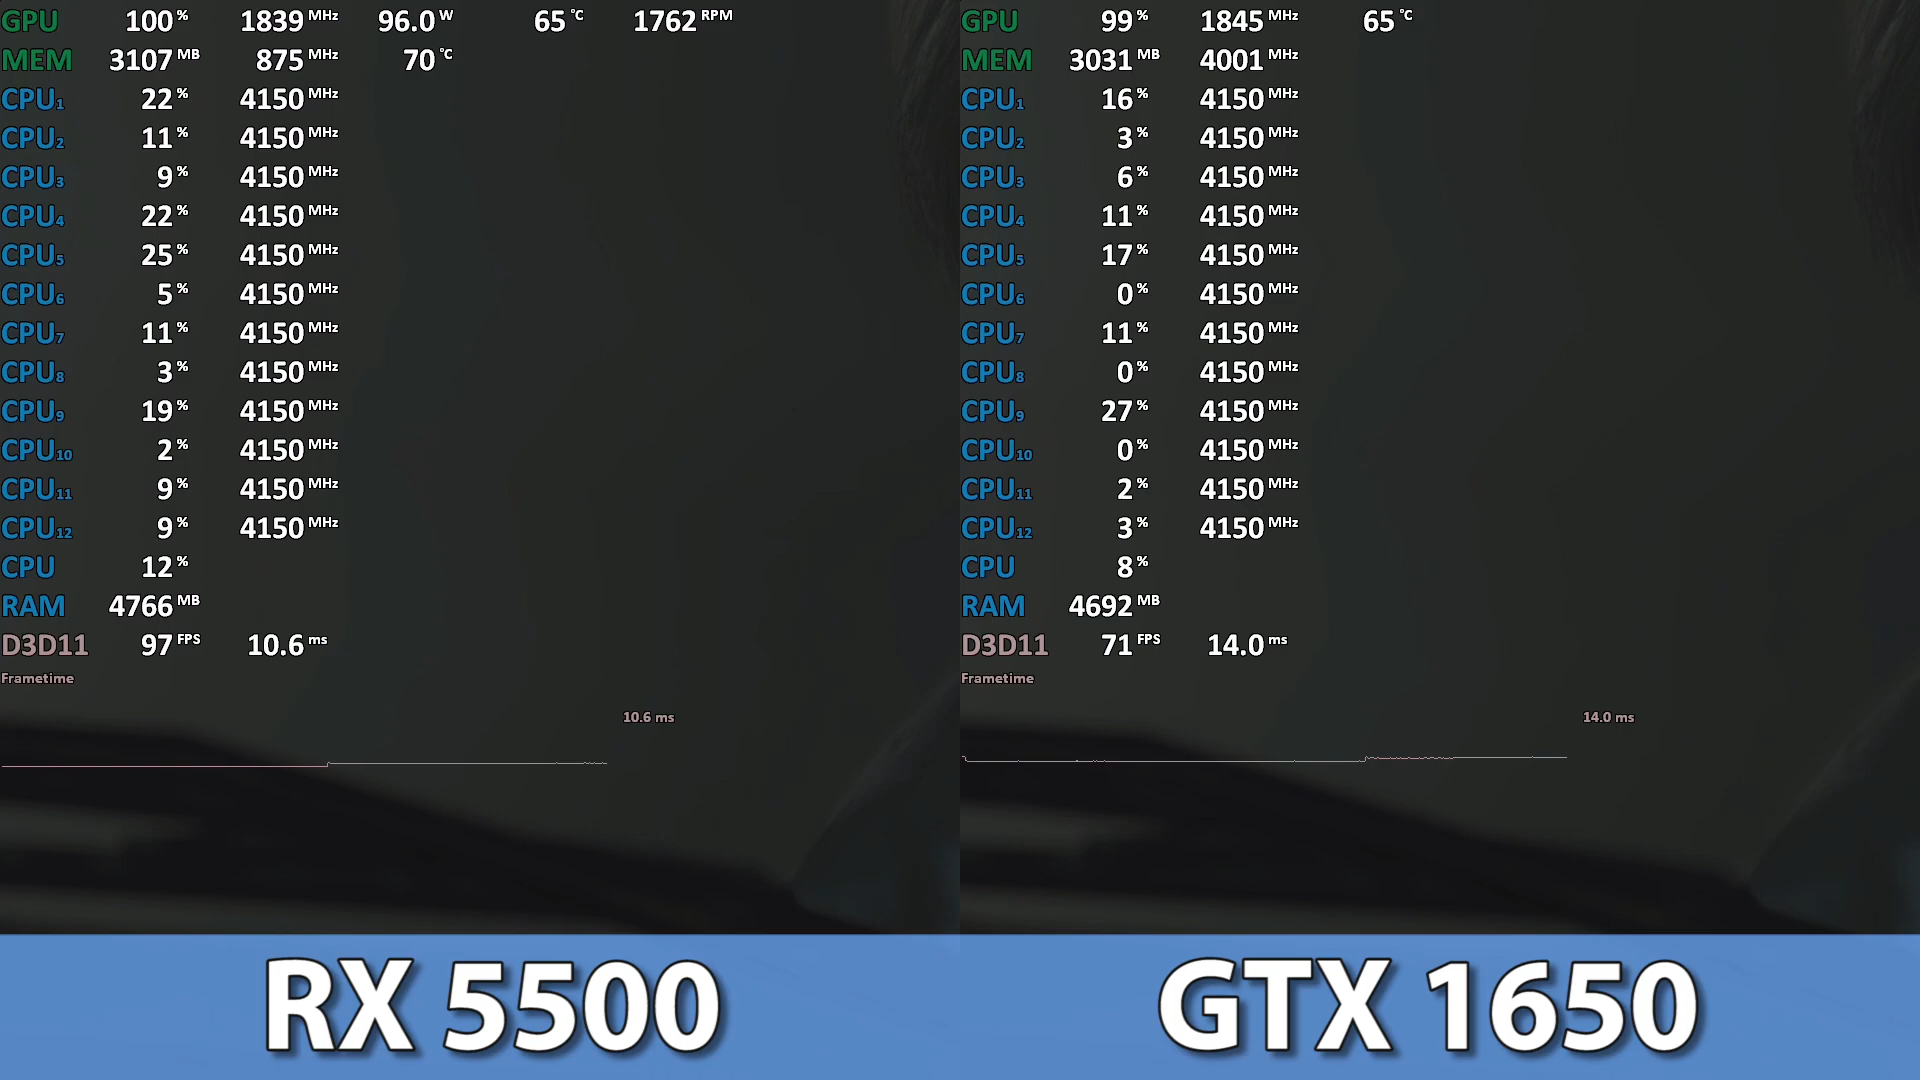 GPU 100 % 1839 MHz 96.0 W 65 °C 1762 RPM
MEM 3107 MB 875 MHz 70 °C
CPU1 22 % 4150 MHz
CPU2 11 % 4150 MHz
CPU3 9 % 4150 MHz
CPU4 22 % 4150 MHz
CPU5 25 % 4150 MHz
CPU6 5 % 4150 MHz
CPU7 11 % 4150 MHz
CPU8 3 % 4150 MHz
CPU9 19 % 4150 MHz
CPU10 2 % 4150 MHz
CPU11 9 % 4150 MHz
CPU12 9 % 4150 MHz
CPU 12 %
RAM 4766 MB
D3D11 97 FPS 10.6 ms
Frametime
10.6 ms
RX 5500
GPU 99 % 1845 MHz 65 °C
MEM 3031 MB 4001 MHz
CPU1 16 % 4150 MHz
CPU2 3 % 4150 MHz
CPU3 6 % 4150 MHz
CPU4 11 % 4150 MHz
CPU5 17 % 4150 MHz
CPU6 0 % 4150 MHz
CPU7 11 % 4150 MHz
CPU8 0 % 4150 MHz
CPU9 27 % 4150 MHz
CPU10 0 % 4150 MHz
CPU11 2 % 4150 MHz
CPU12 3 % 4150 MHz
CPU 8 %
RAM 4692 MB
D3D11 71 FPS 14.0 ms
Frametime
14.0 ms
GTX 1650